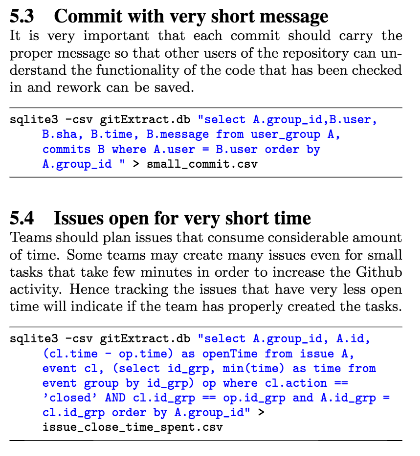 5.3 Commit with very short message
It is very important that each commit should carry the
proper message so that other users of the repository can un-
derstand the functionality of the code that has been checked
in and rework can be saved.
sqlite3 -csv gitExtract.db "select A.group_id,B.user,
B.sha, B.time, B.message from user_group A,
commits B where A.user = B.user order by
A.group_id " > small_commit.csv
5.4 Issues open for very short time
Teams should plan issues that consume considerable amount
of time. Some teams may create many issues even for small
tasks that take few minutes in order to increase the Github
activity. Hence tracking the issues that have very less open
time will indicate if the team has properly created the tasks.
sqlite3 -csv gitExtract.db "select A.group_id, A.id,
(cl.time - op.time) as openTime from issue A,
event cl, (select id_grp, min(time) as time from
event group by id_grp) op where cl.action ==
’closed’ AND cl.id_grp == op.id_grp and A.id_grp =
cl.id_grp order by A.group_id" >
issue_close_time_spent.csv